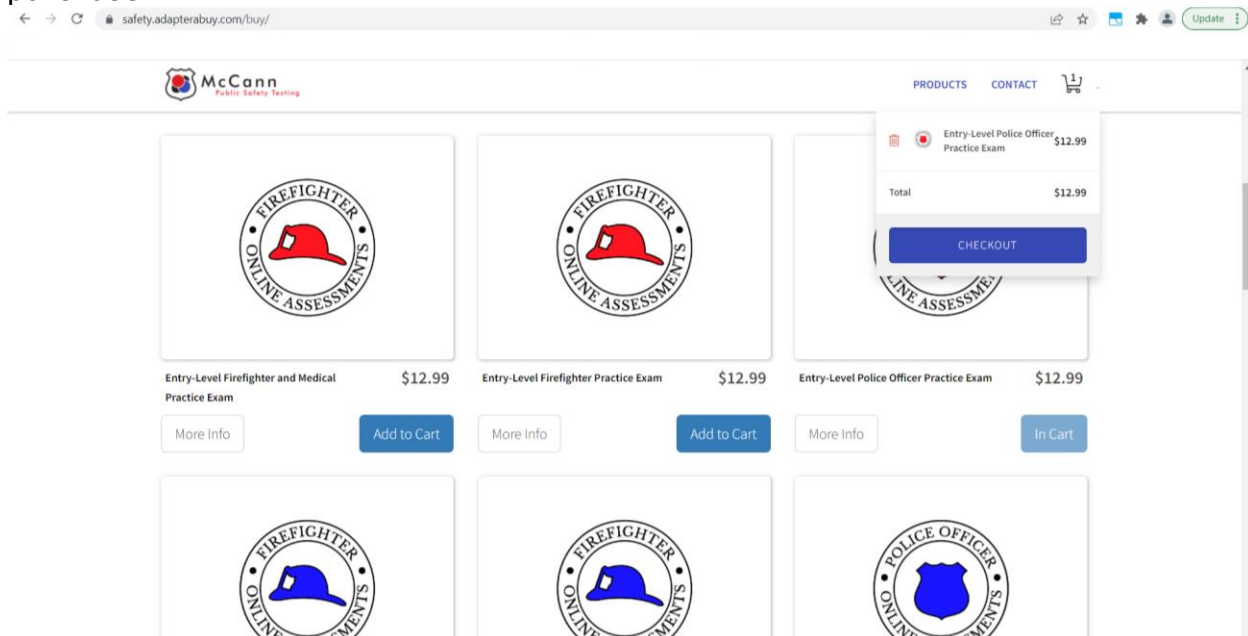 safety.adapterabuy.com/buy/
Update
McCann
Public Safety Testing
PRODUCTS
CONTACT
1
Entry-Level Police Officer
Practice Exam
$12.99
Total
$12.99
CHECKOUT
FIREFIGHTER
ONLINE ASSESSMENTS
FIREFIGHTER
ONLINE ASSESSMENTS
ASSESSMENTS
Entry-Level Firefighter and Medical
Practice Exam
$12.99
Entry-Level Firefighter Practice Exam
$12.99
Entry-Level Police Officer Practice Exam
$12.99
More Info
Add to Cart
More Info
Add to Cart
More Info
In Cart
FIREFIGHTER
FIREFIGHTER
POLICE OFFICER